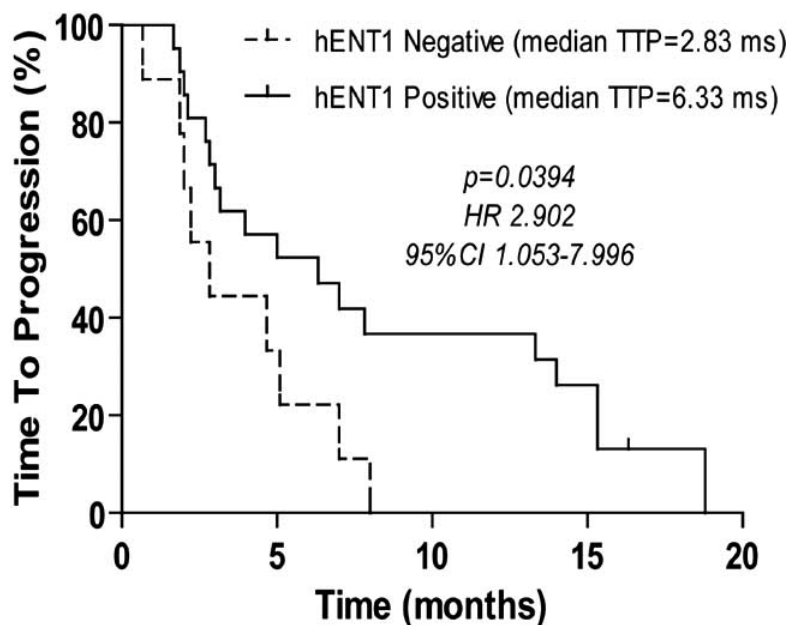 hENT1 Negative (median TTP=2.83 ms)
hENT1 Positive (median TTP=6.33 ms)
p=0.0394
HR 2.902
95%CI 1.053-7.996
Time To Progression (%)
100
80
60
40
20
0
0 5 10 15 20
Time (months)